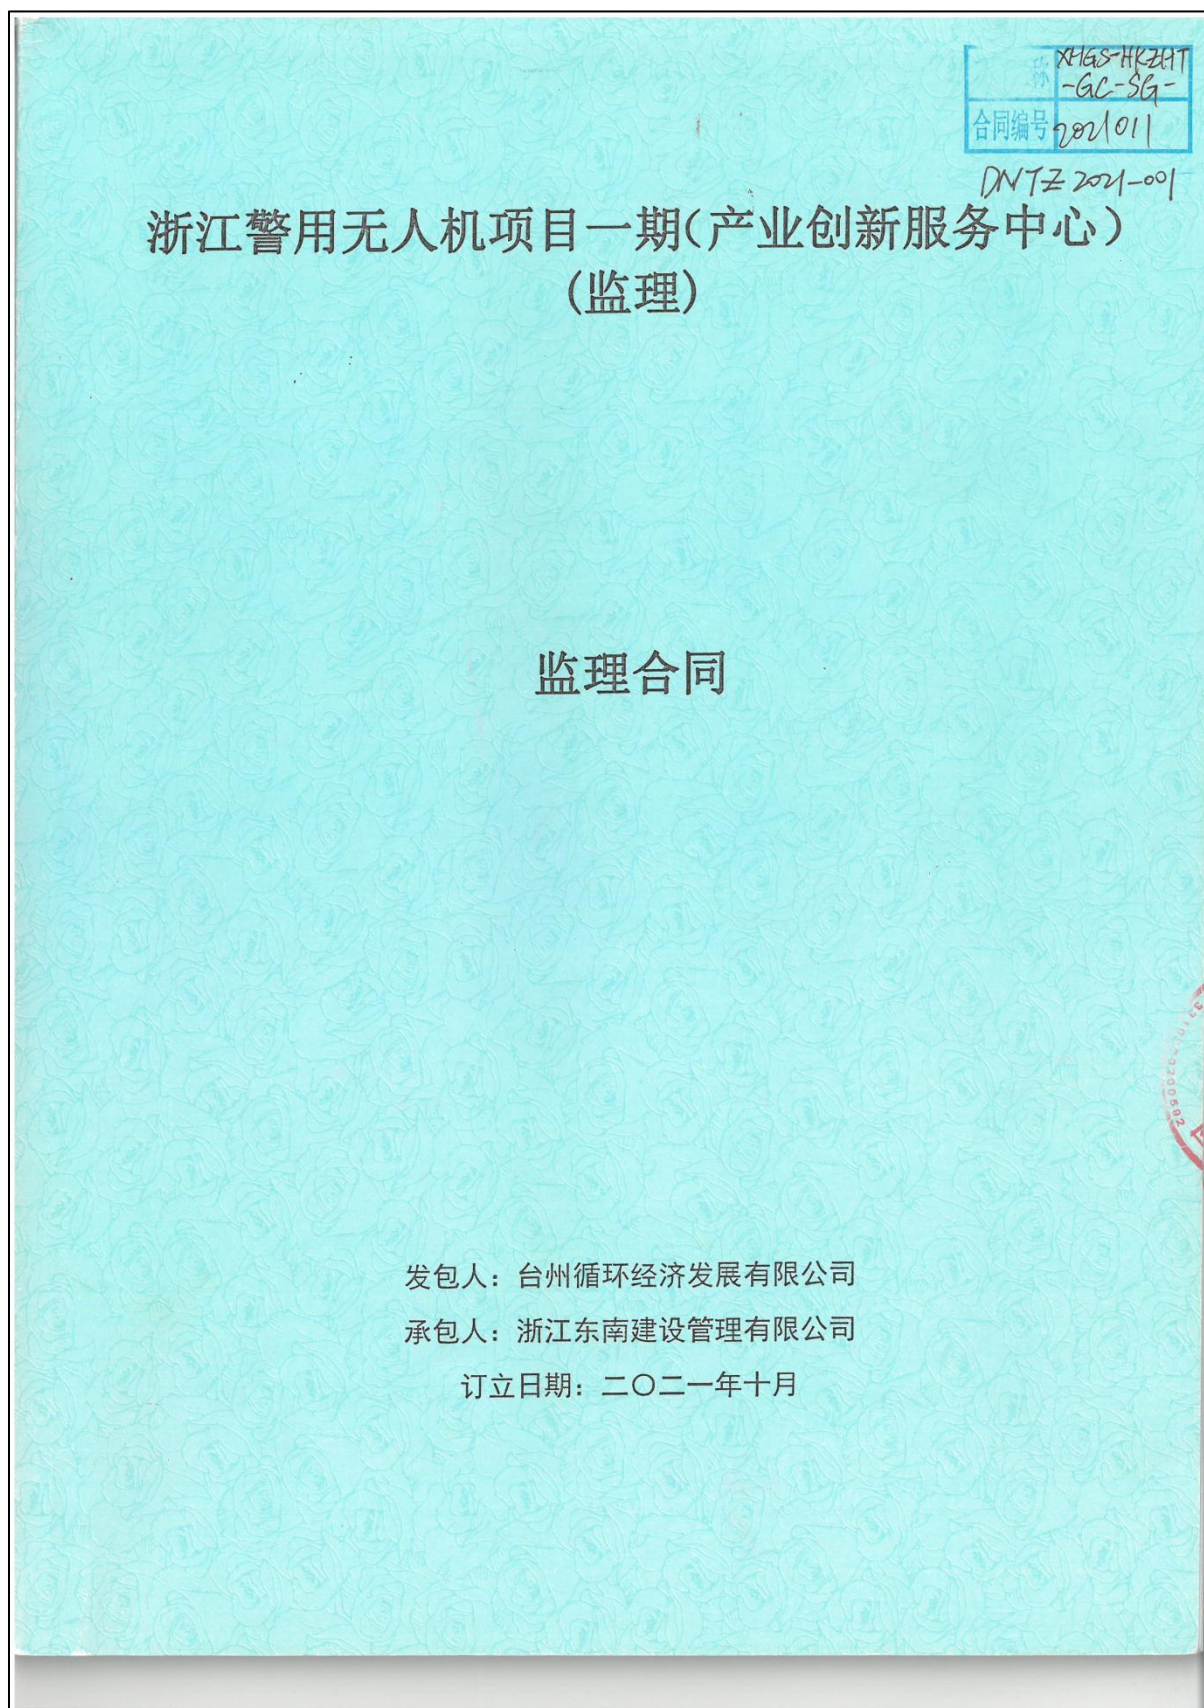 称 XHGS-HKZHT
-GC-SG-
合同编号 2021011
DNTZ 2021-001
浙江警用无人机项目一期(产业创新服务中心)
(监理)
监理合同
发包人：台州循环经济发展有限公司
承包人：浙江东南建设管理有限公司
订立日期：二〇二一年十月